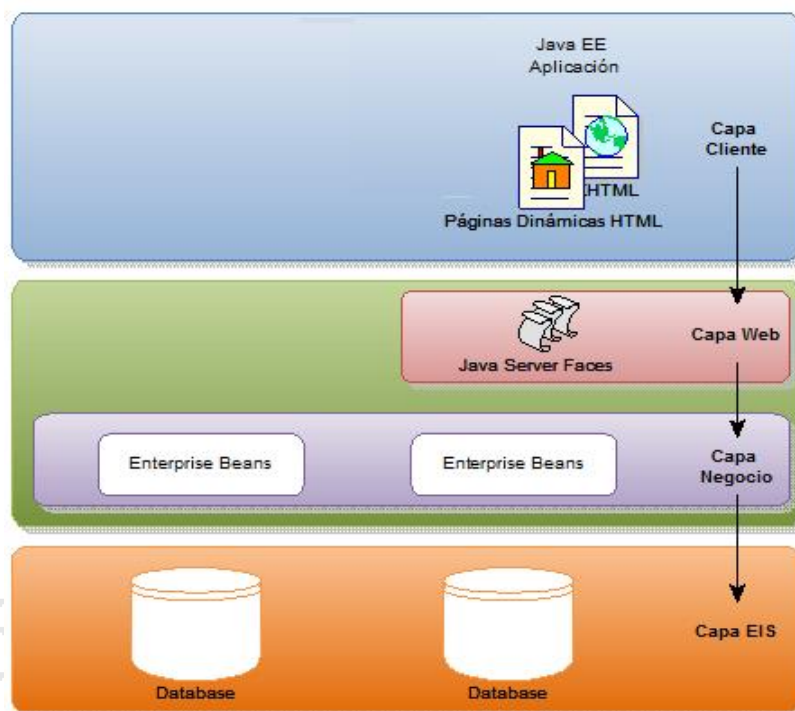 Java EE
Aplicación
Capa
Cliente
XHTML
Páginas Dinámicas HTML
Capa Web
Java Server Faces
Enterprise Beans
Enterprise Beans
Capa
Negocio
Capa EIS
Database
Database